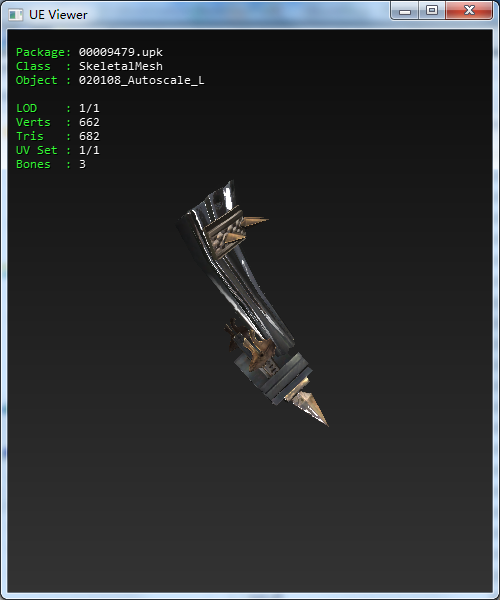 UE Viewer
Package: 00009479.upk
Class : SkeletalMesh
Object : 020108_Autoscale_L
LOD : 1/1
Verts : 662
Tris : 682
UV Set : 1/1
Bones : 3